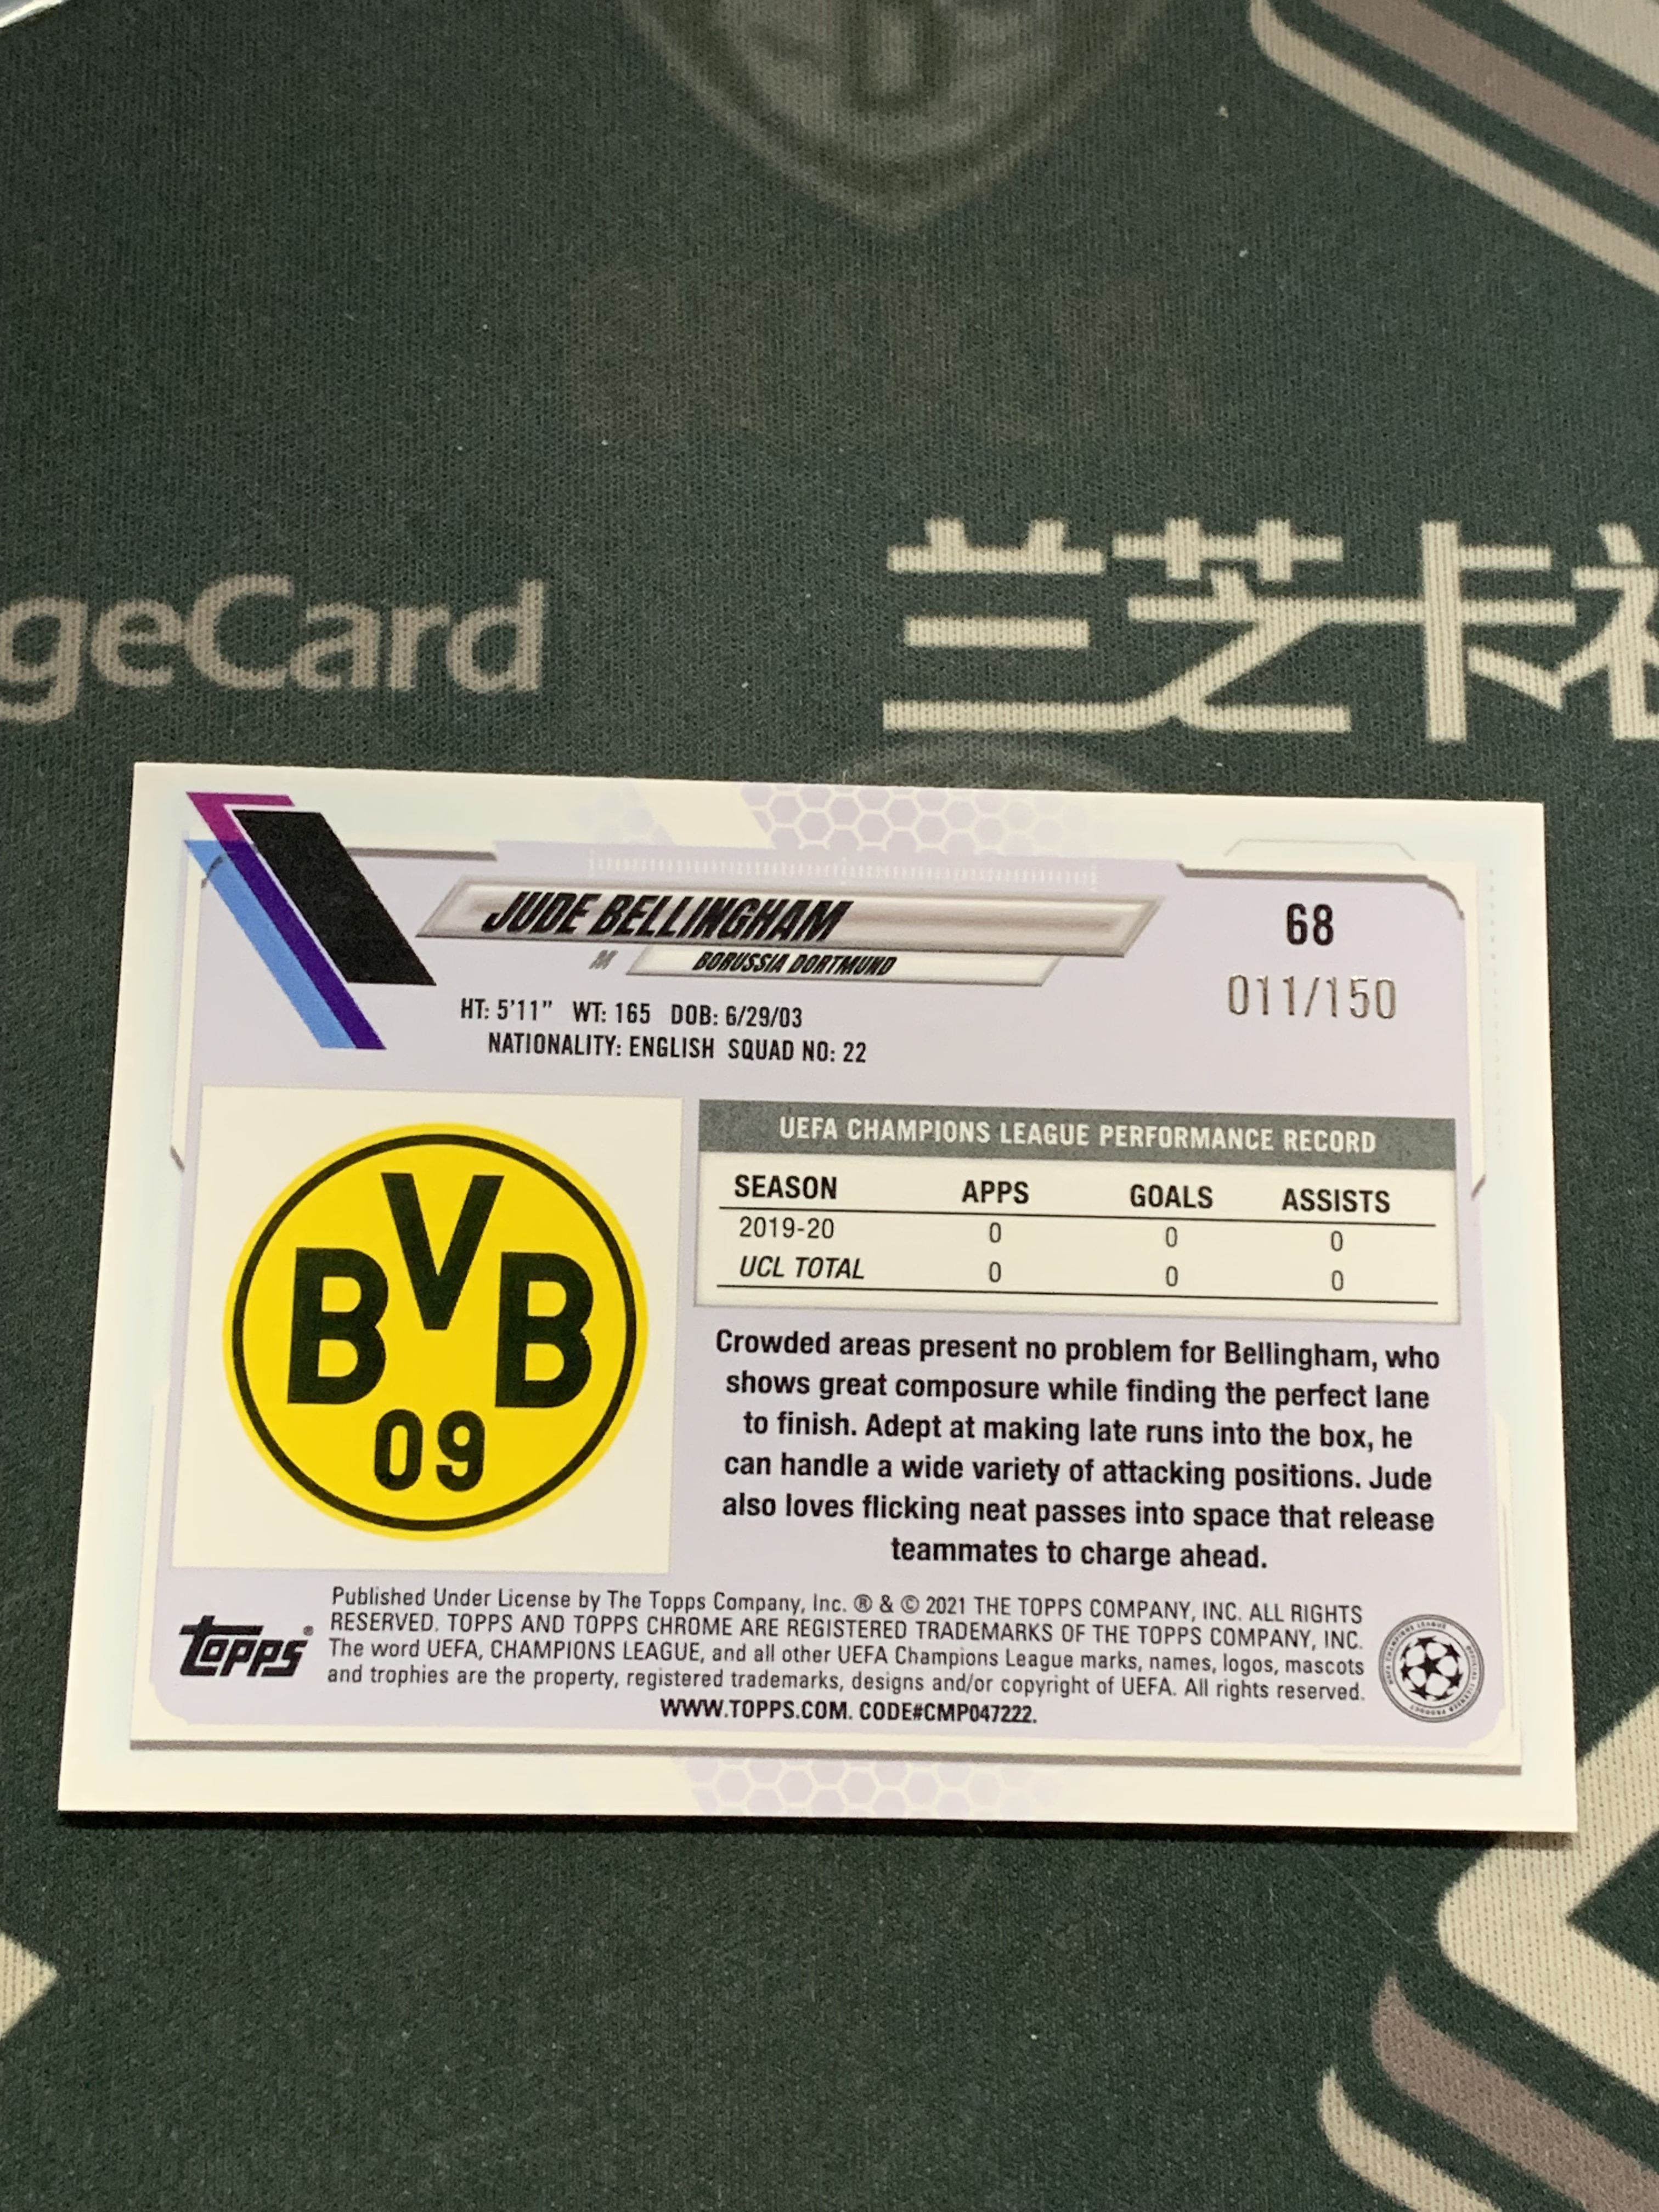 geCard
兰芝卡
JUDE BELLINGHAM
M BORUSSIA DORTMUND
68
011/150
HT: 5'11" WT: 165 DOB: 6/29/03
NATIONALITY: ENGLISH SQUAD NO: 22
BVB
09
UEFA CHAMPIONS LEAGUE PERFORMANCE RECORD
SEASON APPS GOALS ASSISTS
2019-20 0 0 0
UCL TOTAL 0 0 0
Crowded areas present no problem for Bellingham, who
shows great composure while finding the perfect lane
to finish. Adept at making late runs into the box, he
can handle a wide variety of attacking positions. Jude
also loves flicking neat passes into space that release
teammates to charge ahead.
topps®
Published Under License by The Topps Company, Inc. ® & © 2021 THE TOPPS COMPANY, INC. ALL RIGHTS
RESERVED. TOPPS AND TOPPS CHROME ARE REGISTERED TRADEMARKS OF THE TOPPS COMPANY, INC.
The word UEFA, CHAMPIONS LEAGUE, and all other UEFA Champions League marks, names, logos, mascots
and trophies are the property, registered trademarks, designs and/or copyright of UEFA. All rights reserved.
WWW.TOPPS.COM. CODE#CMP047222.